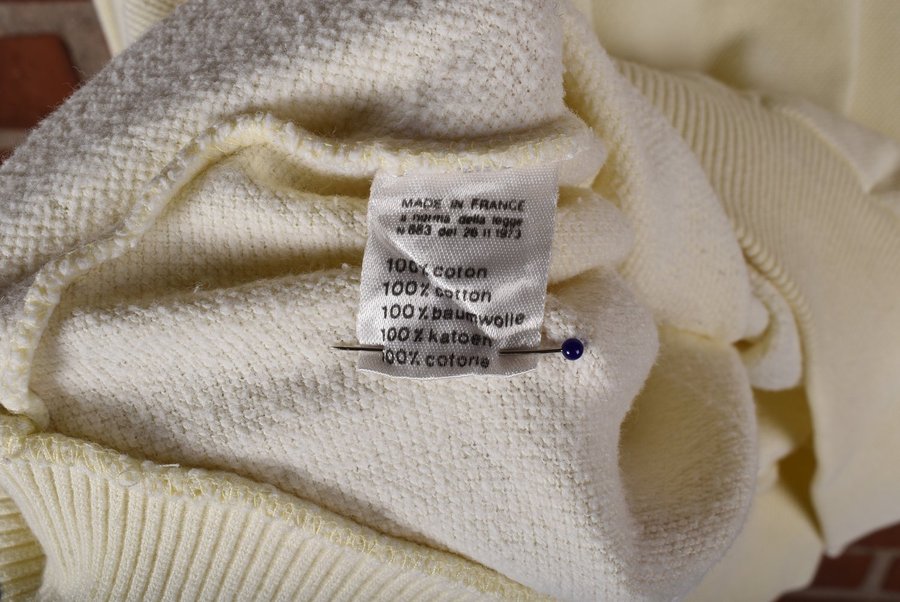 MADE IN FRANCE
a norma della legge
N 883 del 26 11 1973
100% coton
100% cotton
100% baumwolle
100% katoen
100% cotone